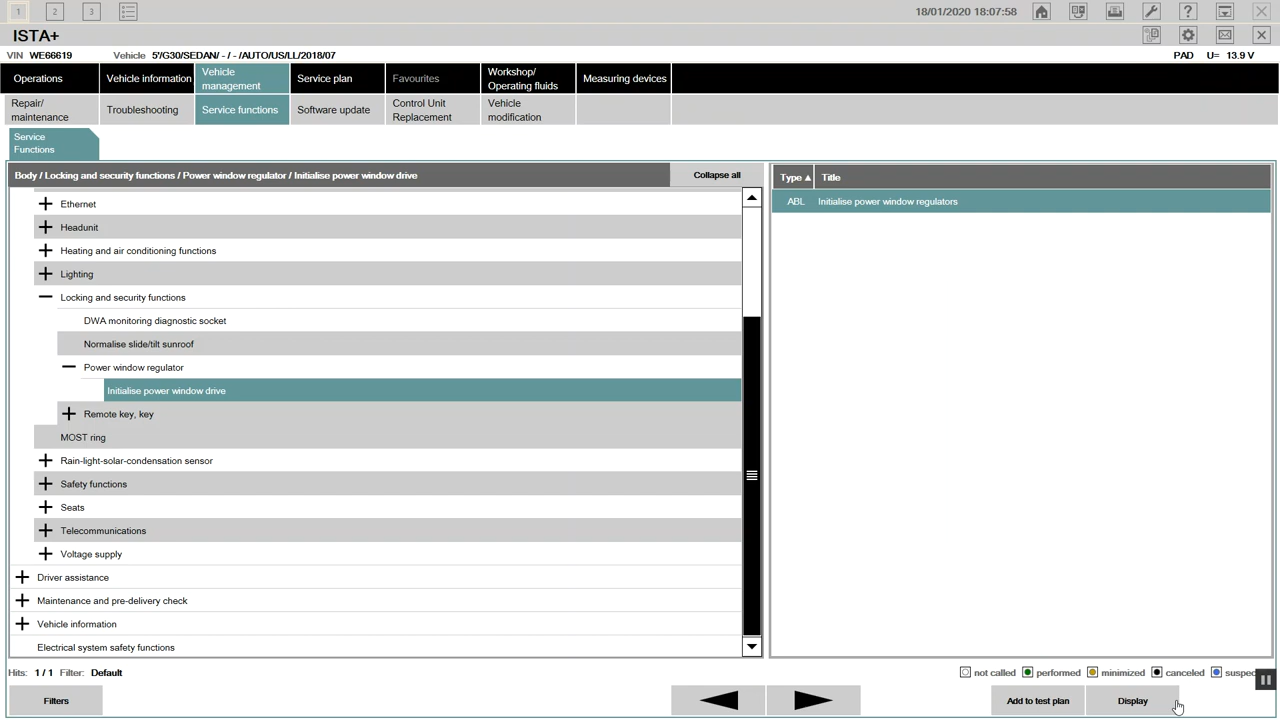 1 2 3 18/01/2020 18:07:58 ?
ISTA+
VIN WE66619 Vehicle 5'/G30/SEDAN/ - / - /AUTO/US/LL/2018/07 PAD U= 13.9 V
Operations
Vehicle information
Vehicle
management
Service plan
Favourites
Workshop/
Operating fluids
Measuring devices
Repair/
maintenance
Troubleshooting
Service functions
Software update
Control Unit
Replacement
Vehicle
modification
Service
Functions
Body / Locking and security functions / Power window regulator / Initialise power window drive
Collapse all
Ethernet
Headunit
Heating and air conditioning functions
Lighting
Locking and security functions
DWA monitoring diagnostic socket
Normalise slide/tilt sunroof
Power window regulator
Initialise power window drive
Remote key, key
MOST ring
Rain-light-solar-condensation sensor
Safety functions
Seats
Telecommunications
Voltage supply
Driver assistance
Maintenance and pre-delivery check
Vehicle information
Electrical system safety functions
Type Title
ABL Initialise power window regulators
Hits: 1 / 1 Filter: Default
not called performed minimized canceled suspec
Filters
Add to test plan
Display